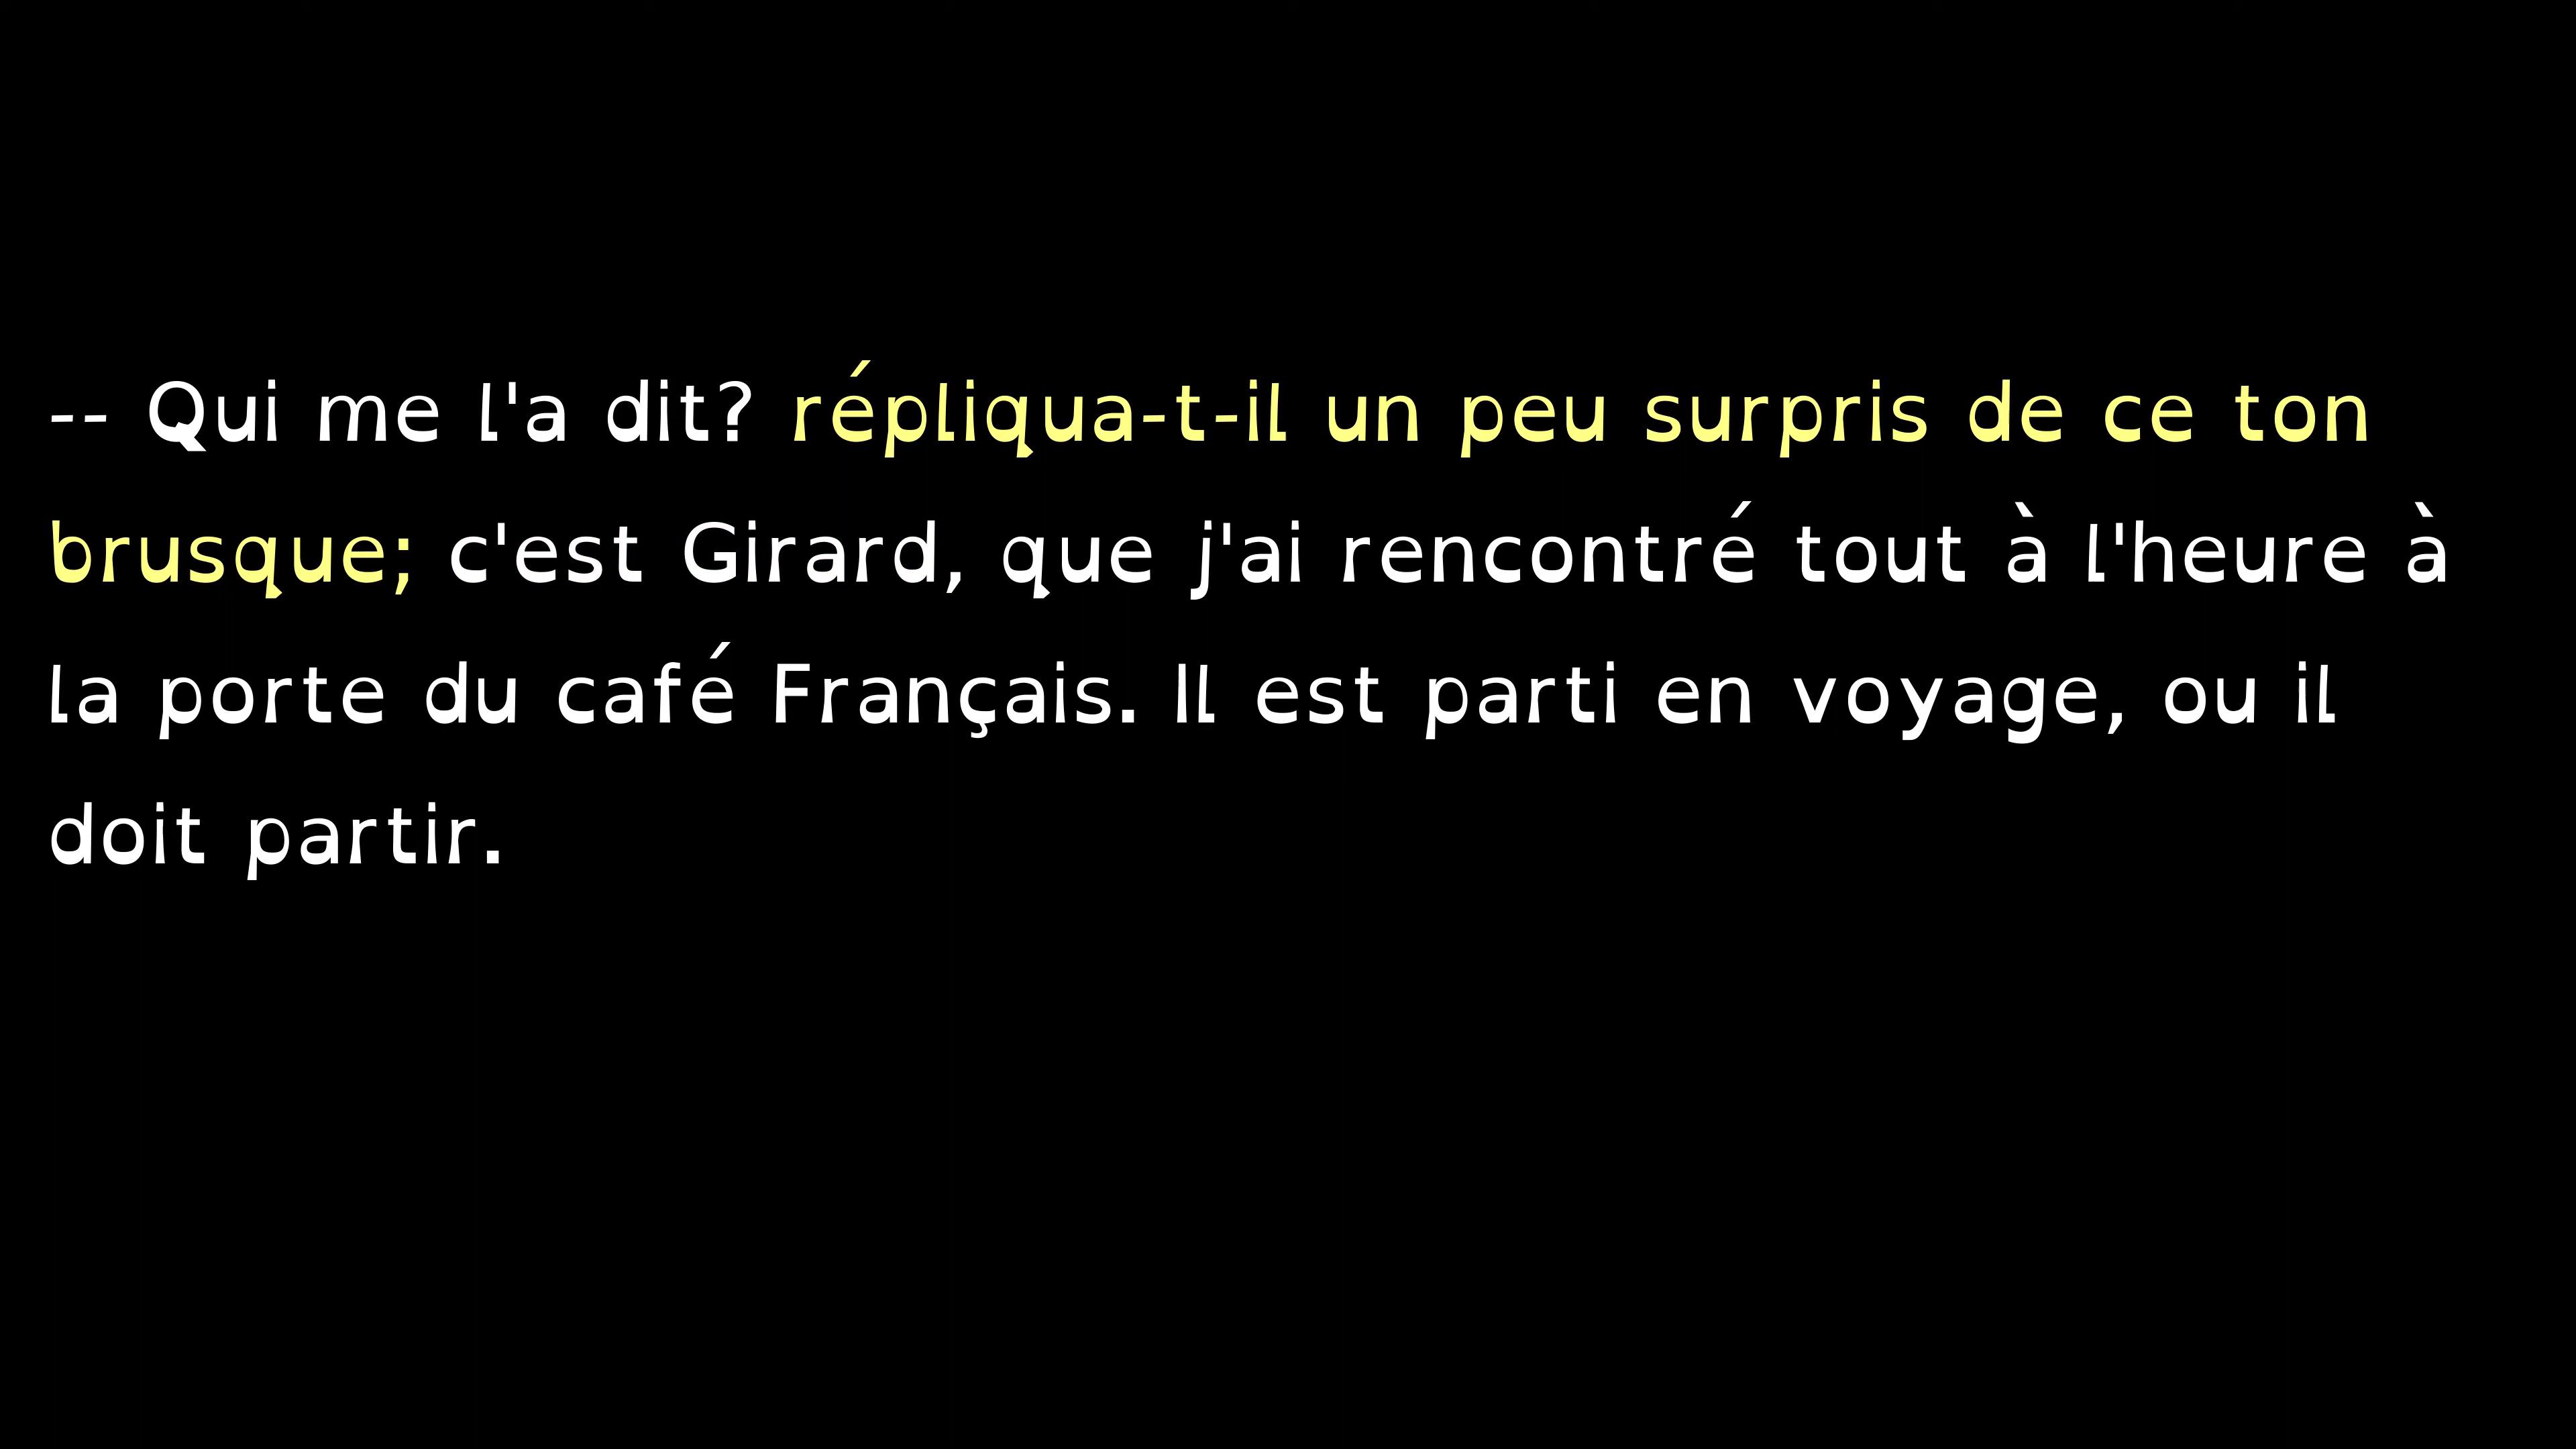 -- Qui me l'a dit? répliqua-t-il un peu surpris de ce ton
brusque; c'est Girard, que j'ai rencontré tout à l'heure à
la porte du café Français. Il est parti en voyage, ou il
doit partir.